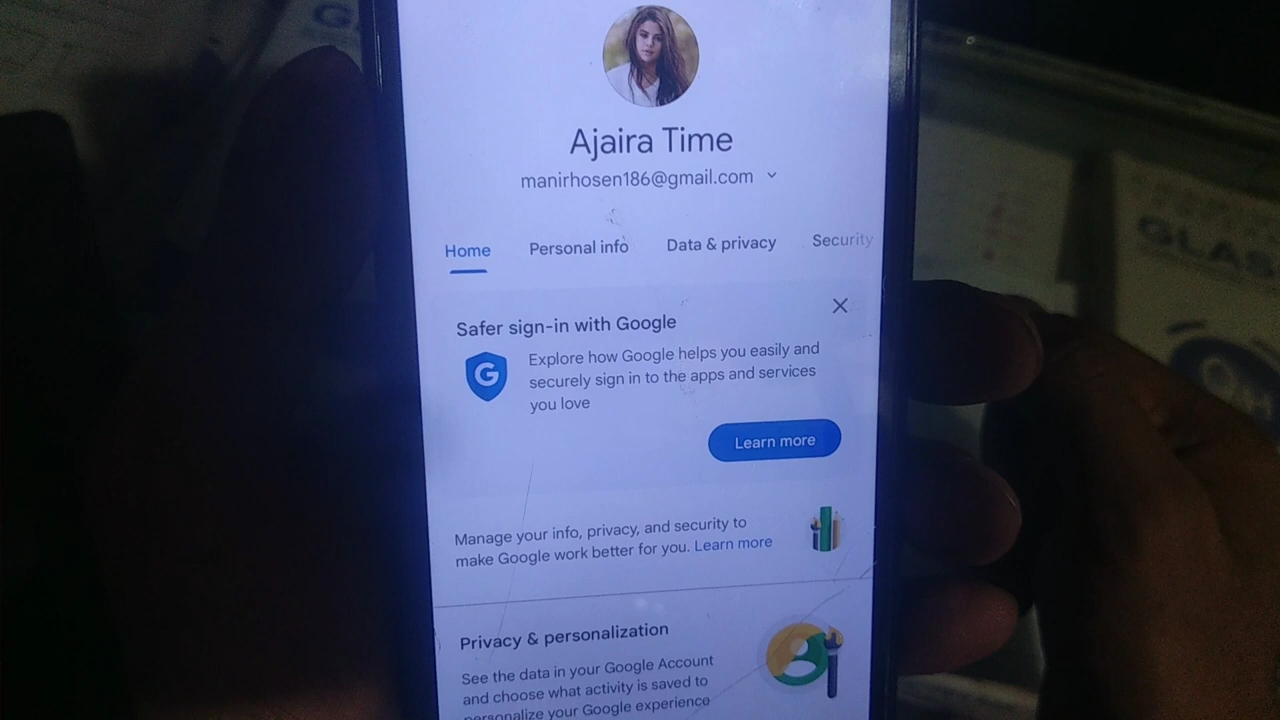 Ajaira Time
manirhosen186@gmail.com
Home Personal info Data & privacy Security
Safer sign-in with Google
Explore how Google helps you easily and
securely sign in to the apps and services
you love
Learn more
Manage your info, privacy, and security to
make Google work better for you. Learn more
Privacy & personalization
See the data in your Google Account
and choose what activity is saved to
personalize your Google experience
GLAS